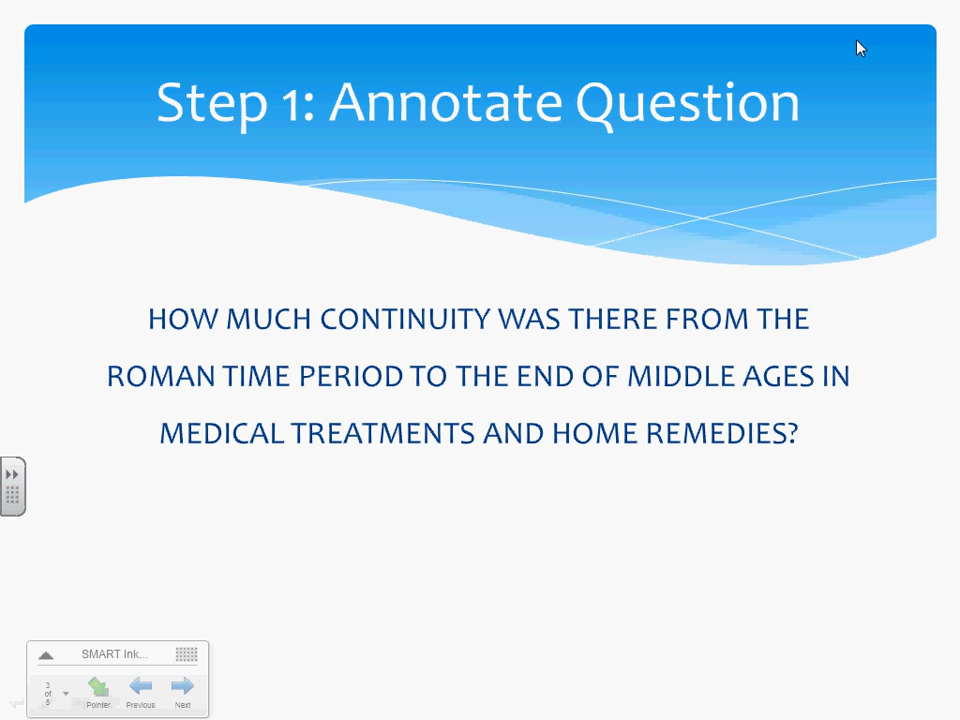 Step 1: Annotate Question
HOW MUCH CONTINUITY WAS THERE FROM THE
ROMAN TIME PERIOD TO THE END OF MIDDLE AGES IN
MEDICAL TREATMENTS AND HOME REMEDIES?
SMART Ink...
3
of
5
Pointer
Previous
Next